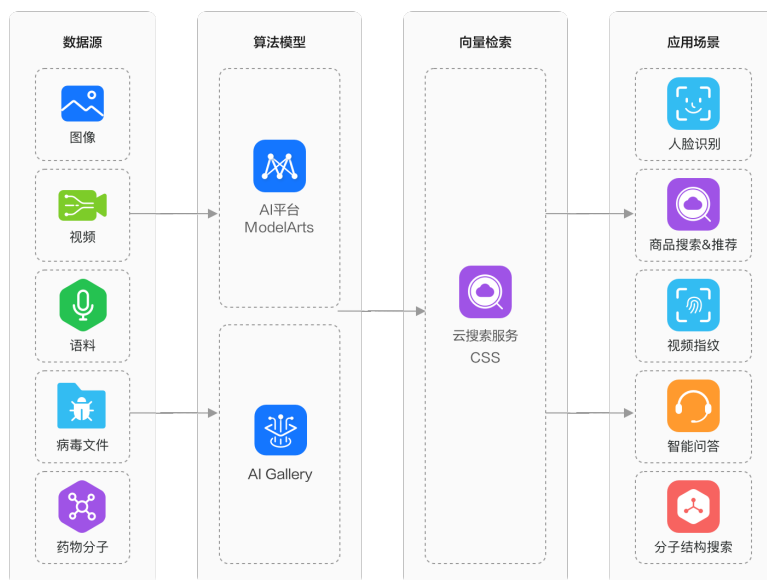 数据源
图像
视频
语料
病毒文件
药物分子
算法模型
AI平台
ModelArts
AI Gallery
向量检索
云搜索服务
CSS
应用场景
人脸识别
商品搜索&推荐
视频指纹
智能问答
分子结构搜索